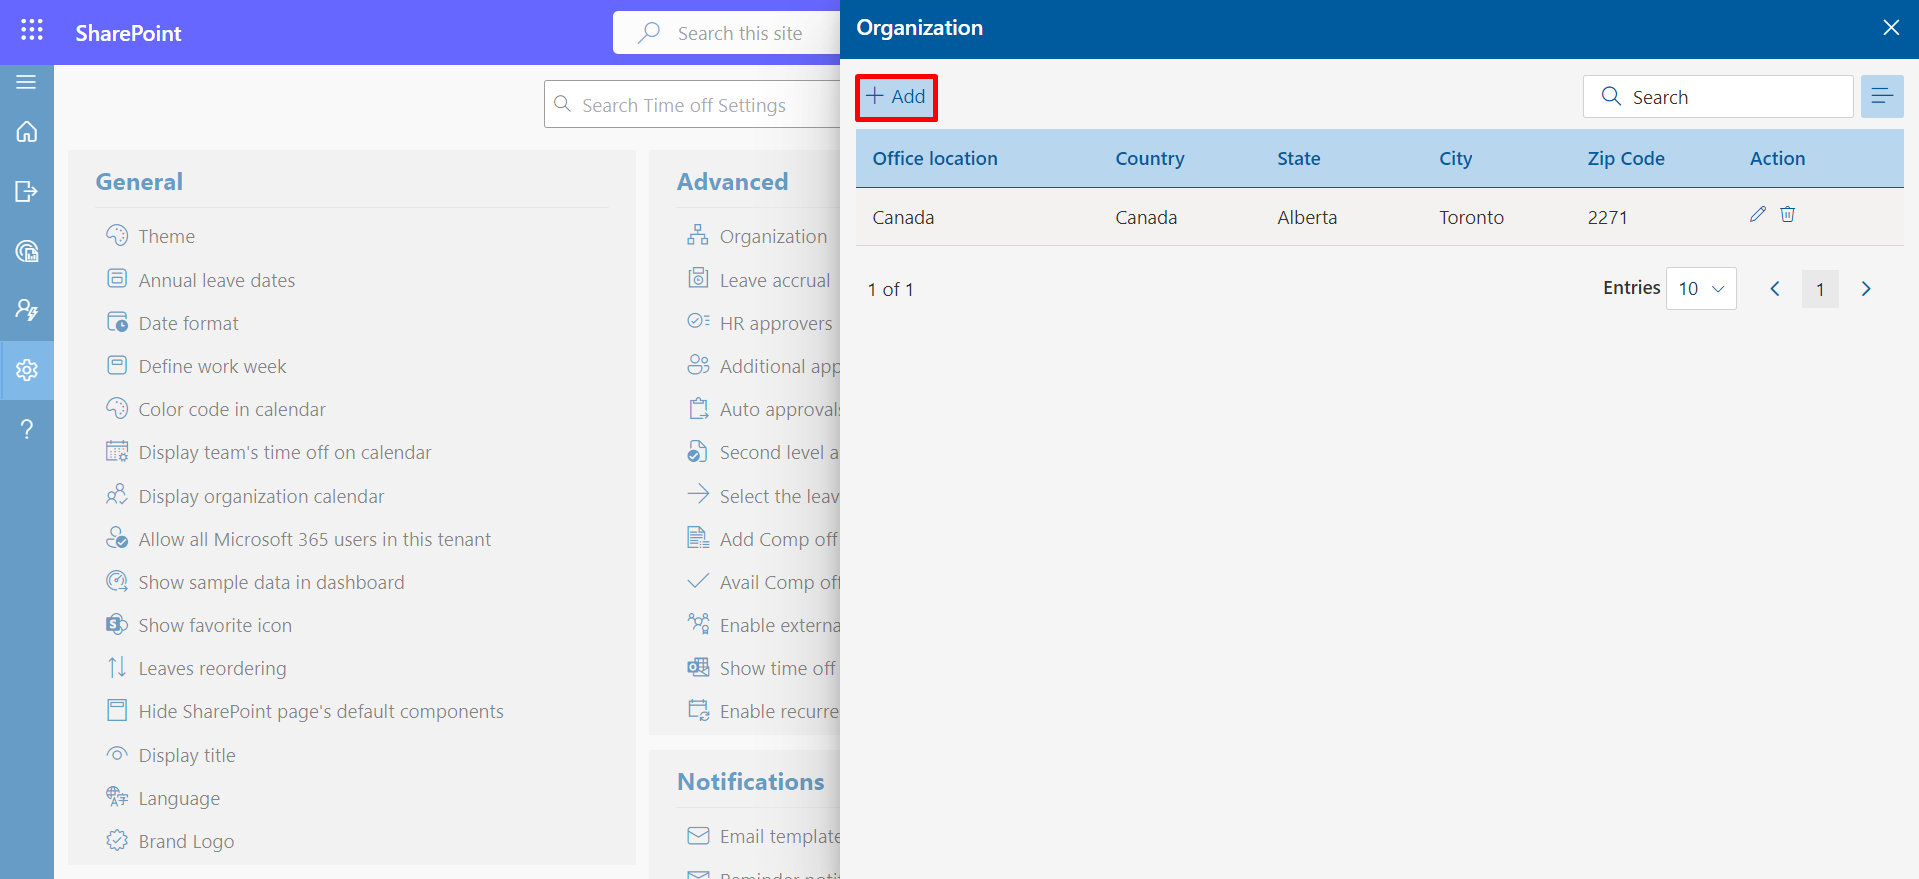 SharePoint
Search this site
Search Time off Settings
General
Theme
Annual leave dates
Date format
Define work week
Color code in calendar
Display team's time off on calendar
Display organization calendar
Allow all Microsoft 365 users in this tenant
Show sample data in dashboard
Show favorite icon
Leaves reordering
Hide SharePoint page's default components
Display title
Language
Brand Logo
Advanced
Organization
Leave accrual
HR approvers
Additional app
Auto approvals
Second level a
Select the leav
Add Comp off
Avail Comp off
Enable externa
Show time off
Enable recurre
Notifications
Email template
Organization
Add
Search
Office location Country State City Zip Code Action
Canada Canada Alberta Toronto 2271
1 of 1
Entries 10 1